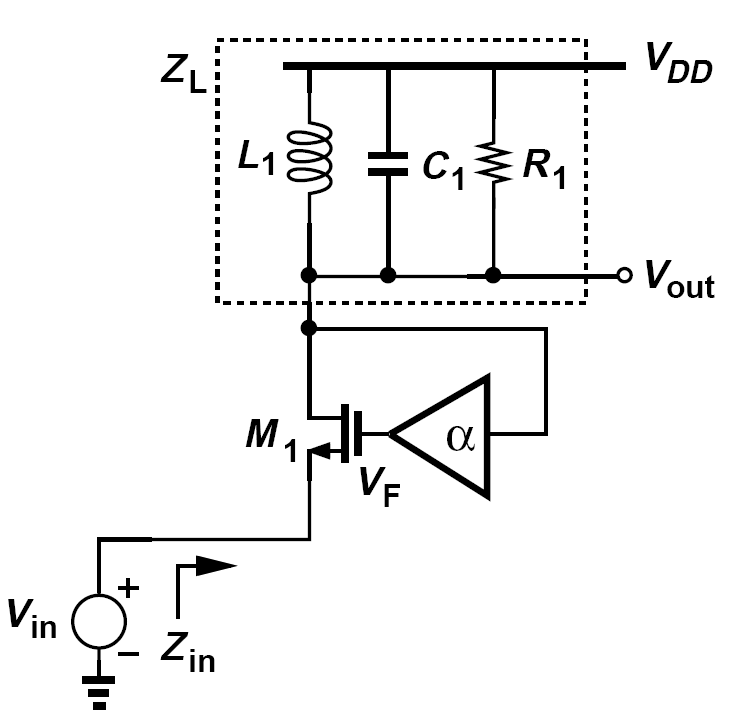 Z_L
V_DD
L_1
C_1
R_1
V_out
M_1
α
V_F
V_in
+
−
Z_in